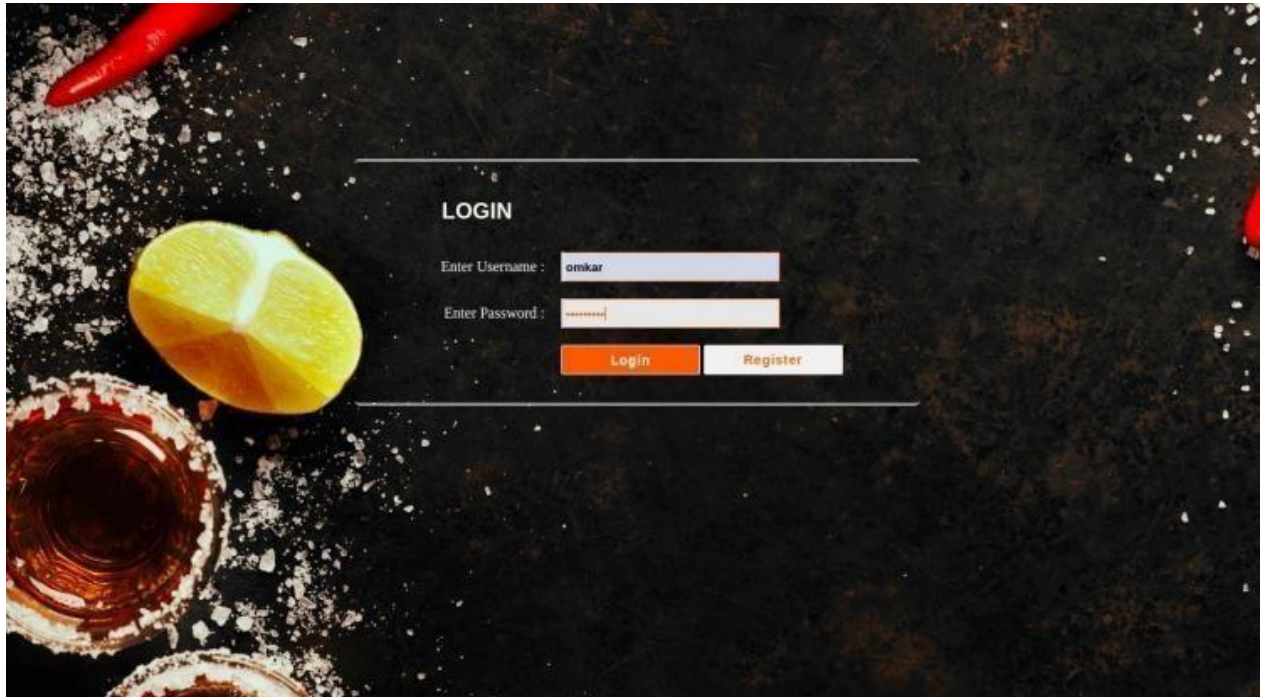 LOGIN
Enter Username : omkar
Enter Password : •••••••••
Login Register